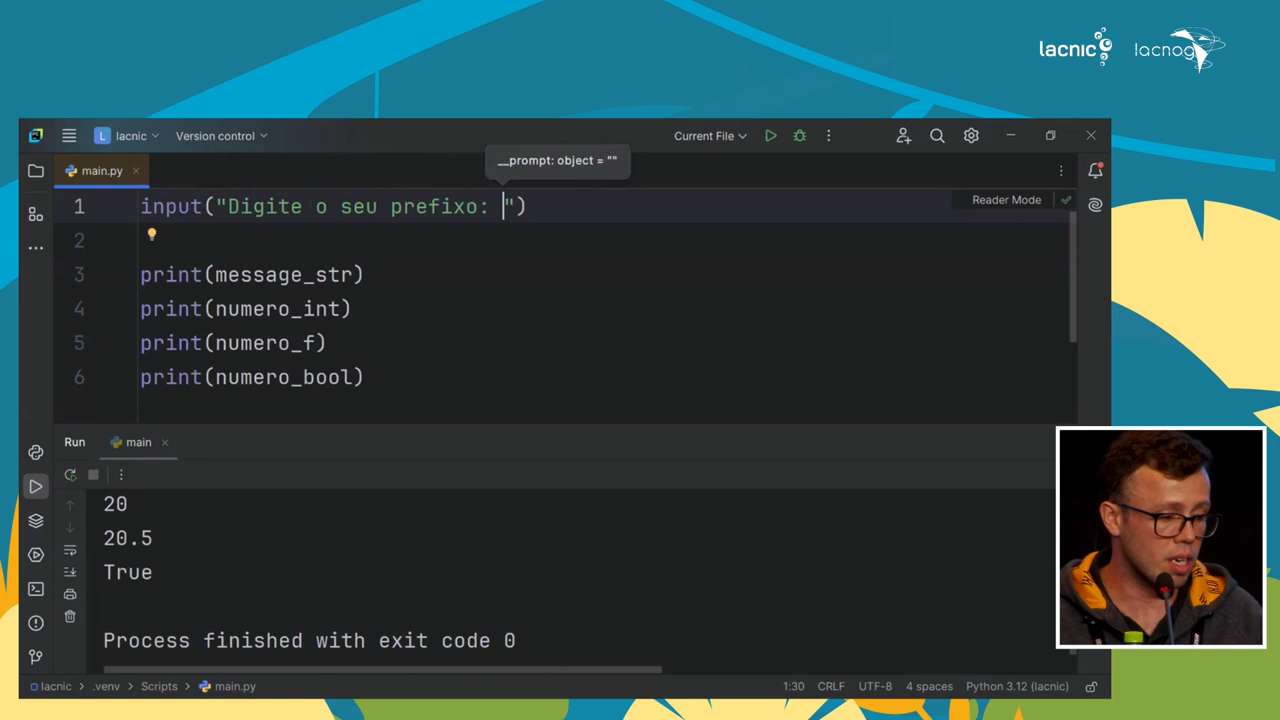 lacnic lacnog
L lacnic Version control Current File
main.py
__prompt: object = ""
1 input("Digite o seu prefixo: ")
Reader Mode
2
3 print(message_str)
4 print(numero_int)
5 print(numero_f)
6 print(numero_bool)
Run main
20
20.5
True
Process finished with exit code 0
lacnic > .venv > Scripts > main.py 1:30 CRLF UTF-8 4 spaces Python 3.12 (lacnic)